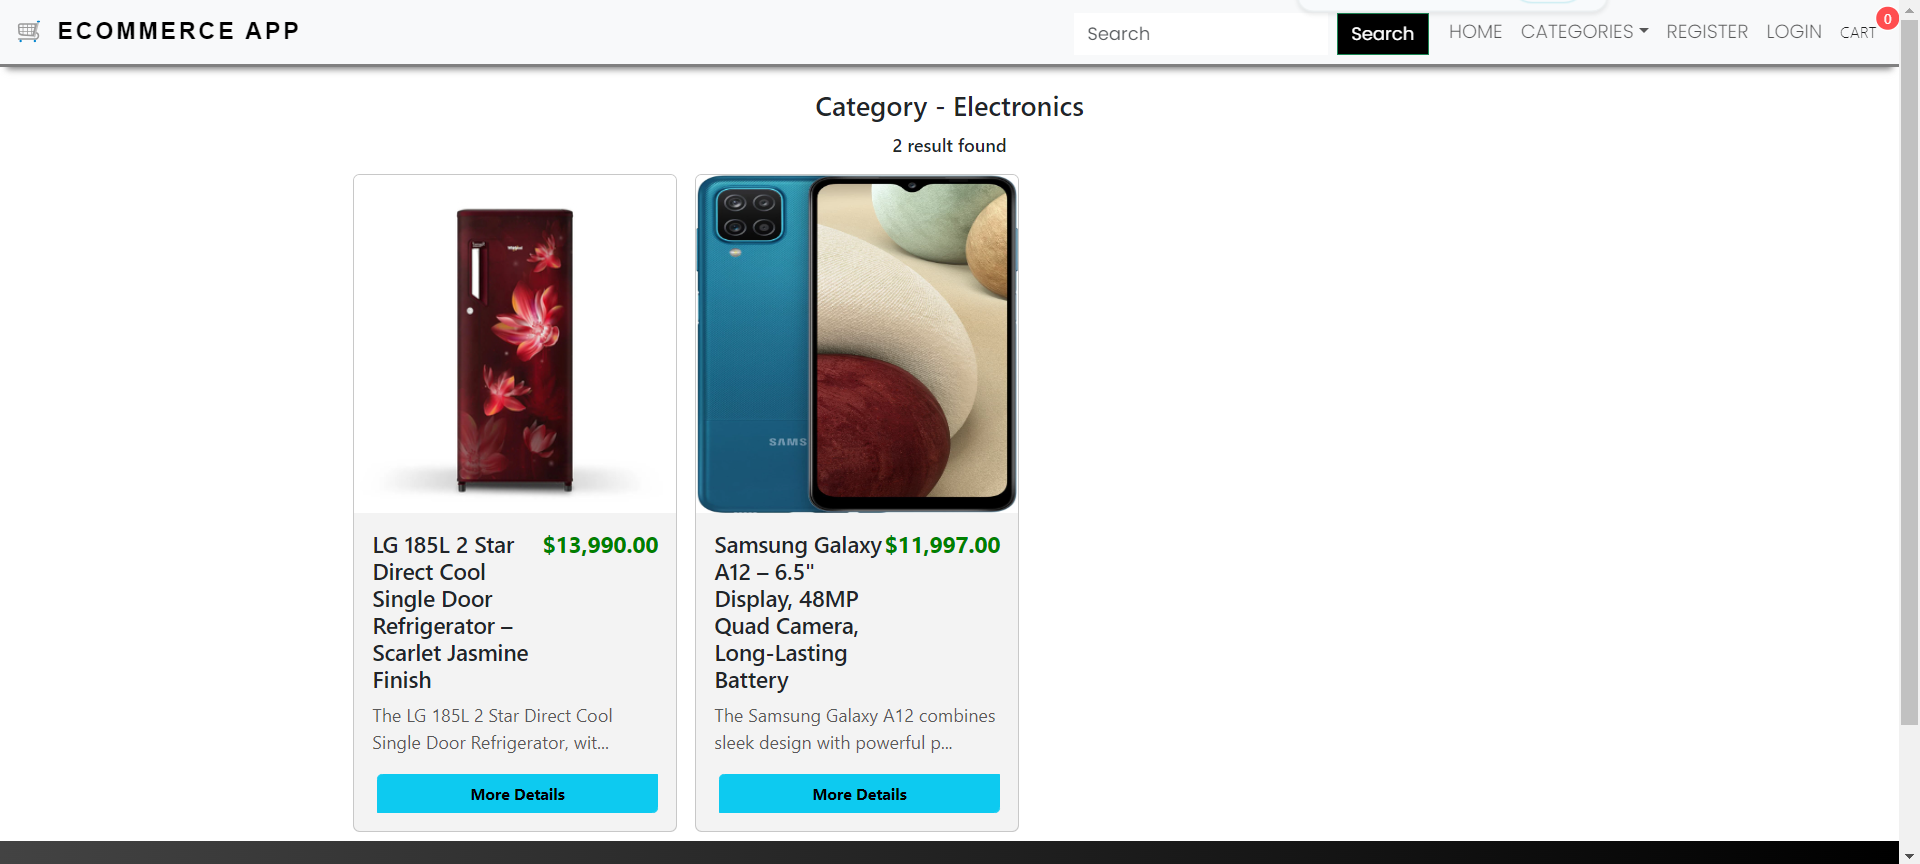 ECOMMERCE APP
Search
Search
HOME
CATEGORIES
REGISTER
LOGIN
CART
0
Category - Electronics
2 result found
SAMS
LG 185L 2 Star
Direct Cool
Single Door
Refrigerator –
Scarlet Jasmine
Finish
$13,990.00
The LG 185L 2 Star Direct Cool
Single Door Refrigerator, wit...
More Details
Samsung Galaxy
A12 – 6.5"
Display, 48MP
Quad Camera,
Long-Lasting
Battery
$11,997.00
The Samsung Galaxy A12 combines
sleek design with powerful p...
More Details